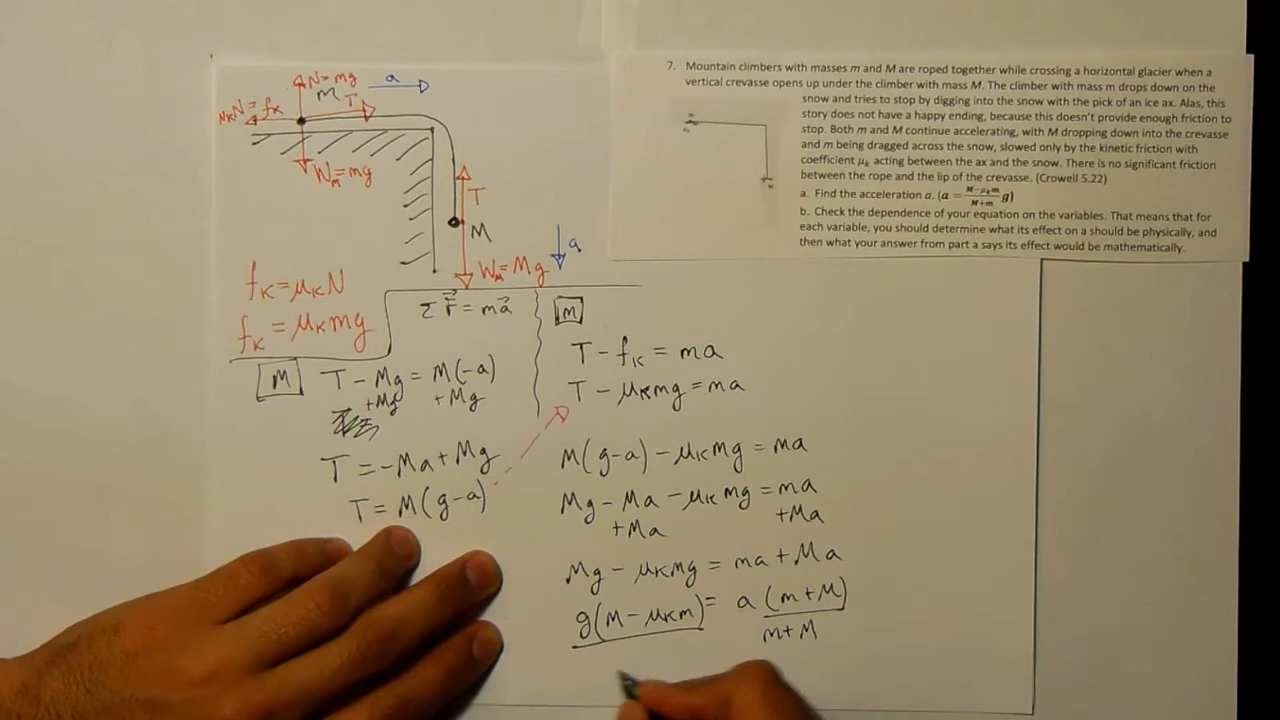 7. Mountain climbers with masses m and M are roped together while crossing a horizontal glacier when a
vertical crevasse opens up under the climber with mass M. The climber with mass m drops down on the
snow and tries to stop by digging into the snow with the pick of an ice ax. Alas, this
story does not have a happy ending, because this doesn't provide enough friction to
stop. Both m and M continue accelerating, with M dropping down into the crevasse
and m being dragged across the snow, slowed only by the kinetic friction with
coefficient μk acting between the ax and the snow. There is no significant friction
between the rope and the lip of the crevasse. (Crowell 5.22)
a. Find the acceleration a. (a = (M−μkm)/(M+m) g)
b. Check the dependence of your equation on the variables. That means that for
each variable, you should determine what its effect on a should be physically, and
then what your answer from part a says its effect would be mathematically.
N=mg
a
m
T
μKN=fK
Wm=mg
T
M
a
WM=Mg
fK=μKN
fK=μKmg
ΣF⃗=ma⃗
M
T−Mg=M(−a)
+Mg +Mg
T=−Ma+Mg
T=M(g−a)
m
T−fK=ma
T−μKmg=ma
M(g−a)−μKmg=ma
Mg−Ma−μKmg=ma
+Ma +Ma
Mg−μKmg=ma+Ma
g(M−μKm)=a(m+M)
m+M